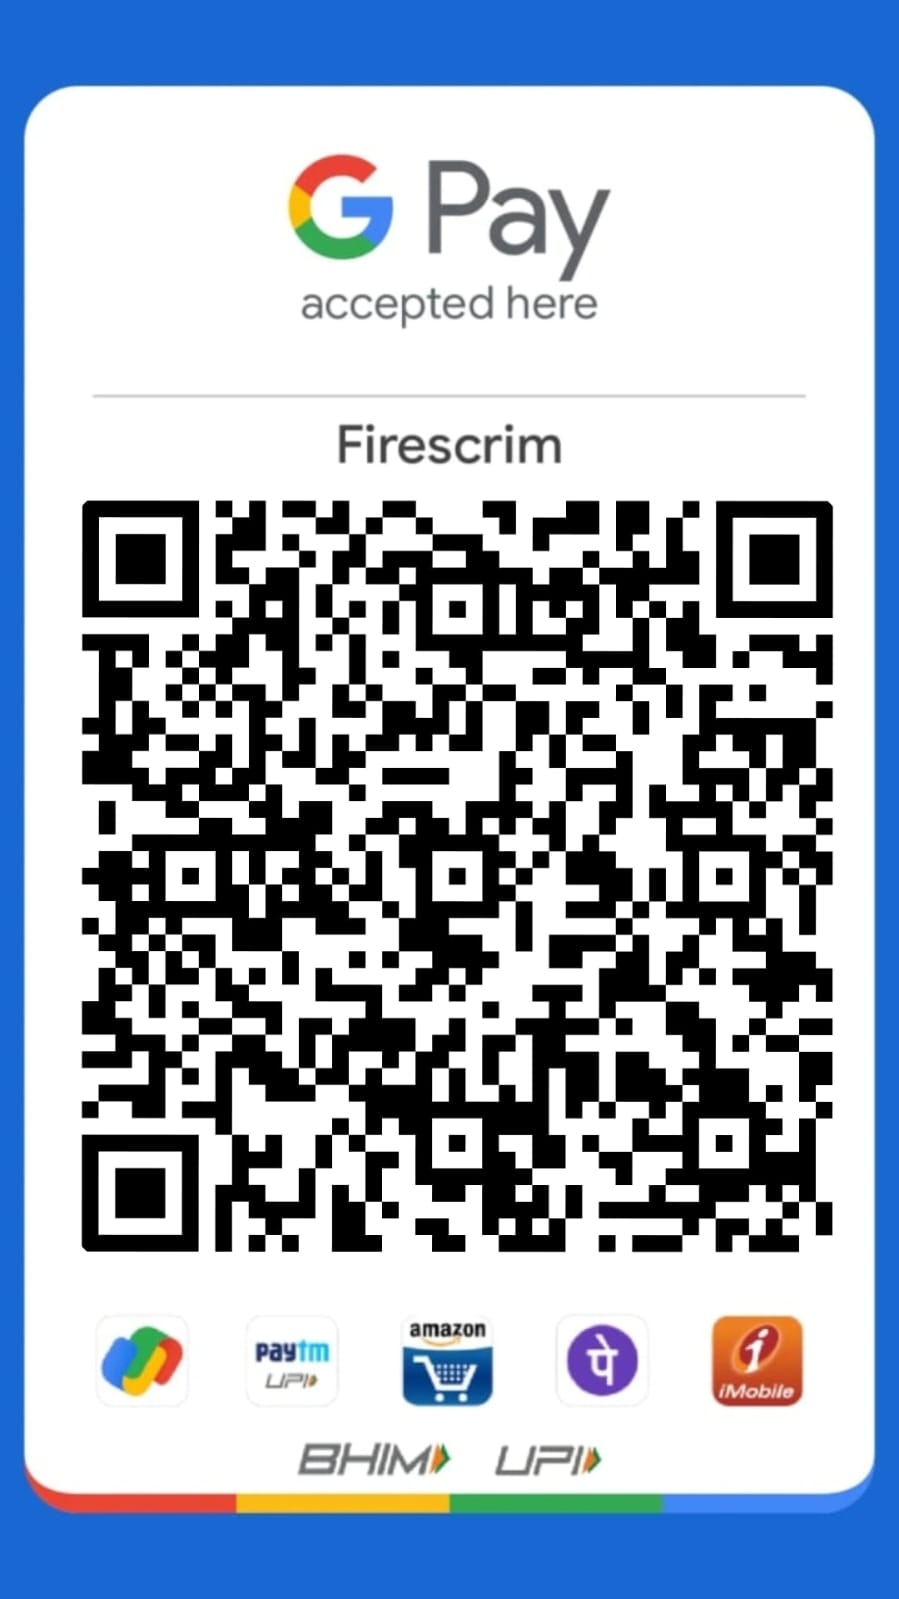 G Pay
accepted here
Firescrim
paytm
UPI
amazon
पे
i
iMobile
BHIM UPI